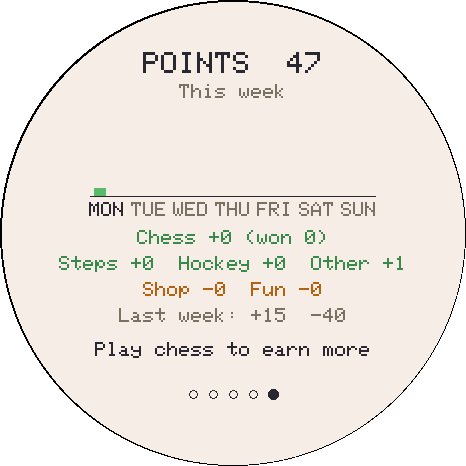 POINTS 47
This week
MON TUE WED THU FRI SAT SUN
Chess +0 (won 0)
Steps +0 Hockey +0 Other +1
Shop -0 Fun -0
Last week: +15 -40
Play chess to earn more